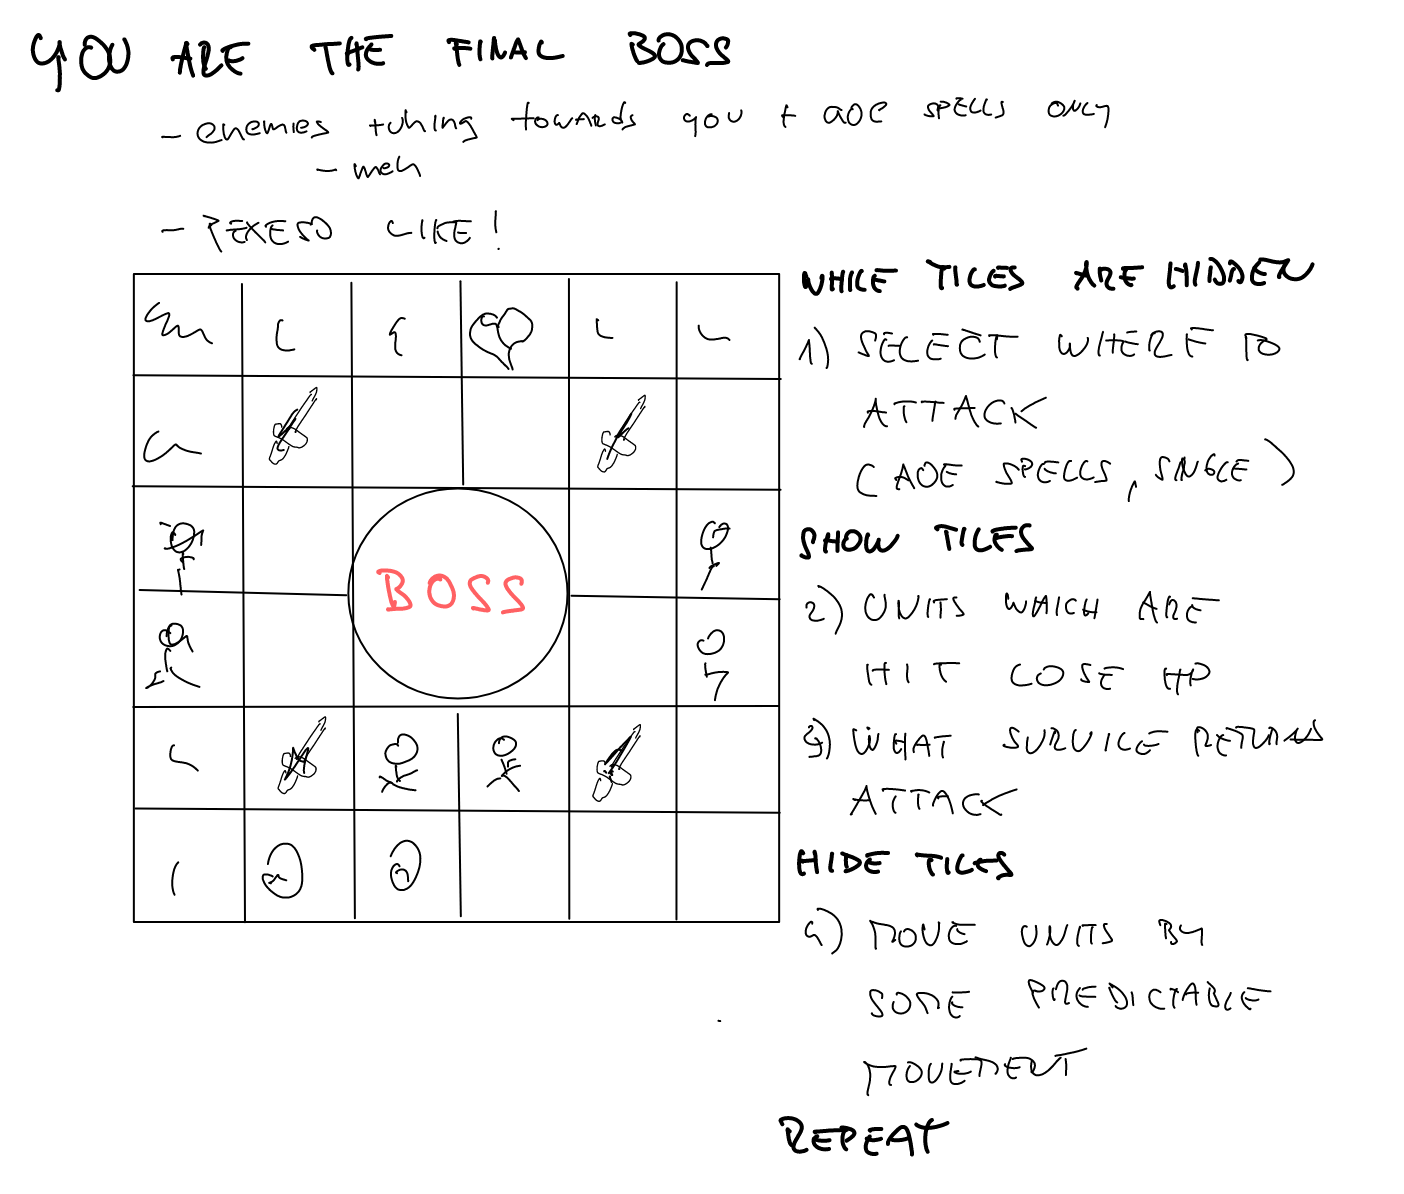 YOU ARE THE FINAL BOSS
- enemies towards you + aoe SPELLS ONLY
- meh
- PEXESO LIKE!
WHILE TILES ARE HIDDEN
1) SELECT WHERE TO
ATTACK
(AOE SPELLS, SINGLE)
SHOW TILES
2) UNITS WHICH ARE
HIT LOSE HP
3) WHAT SURVICE RETURNS
ATTACK
HIDE TILES
4) MOVE UNITS BY
SOME PREDICTABLE
MOVEMENT
REPEAT
BOSS